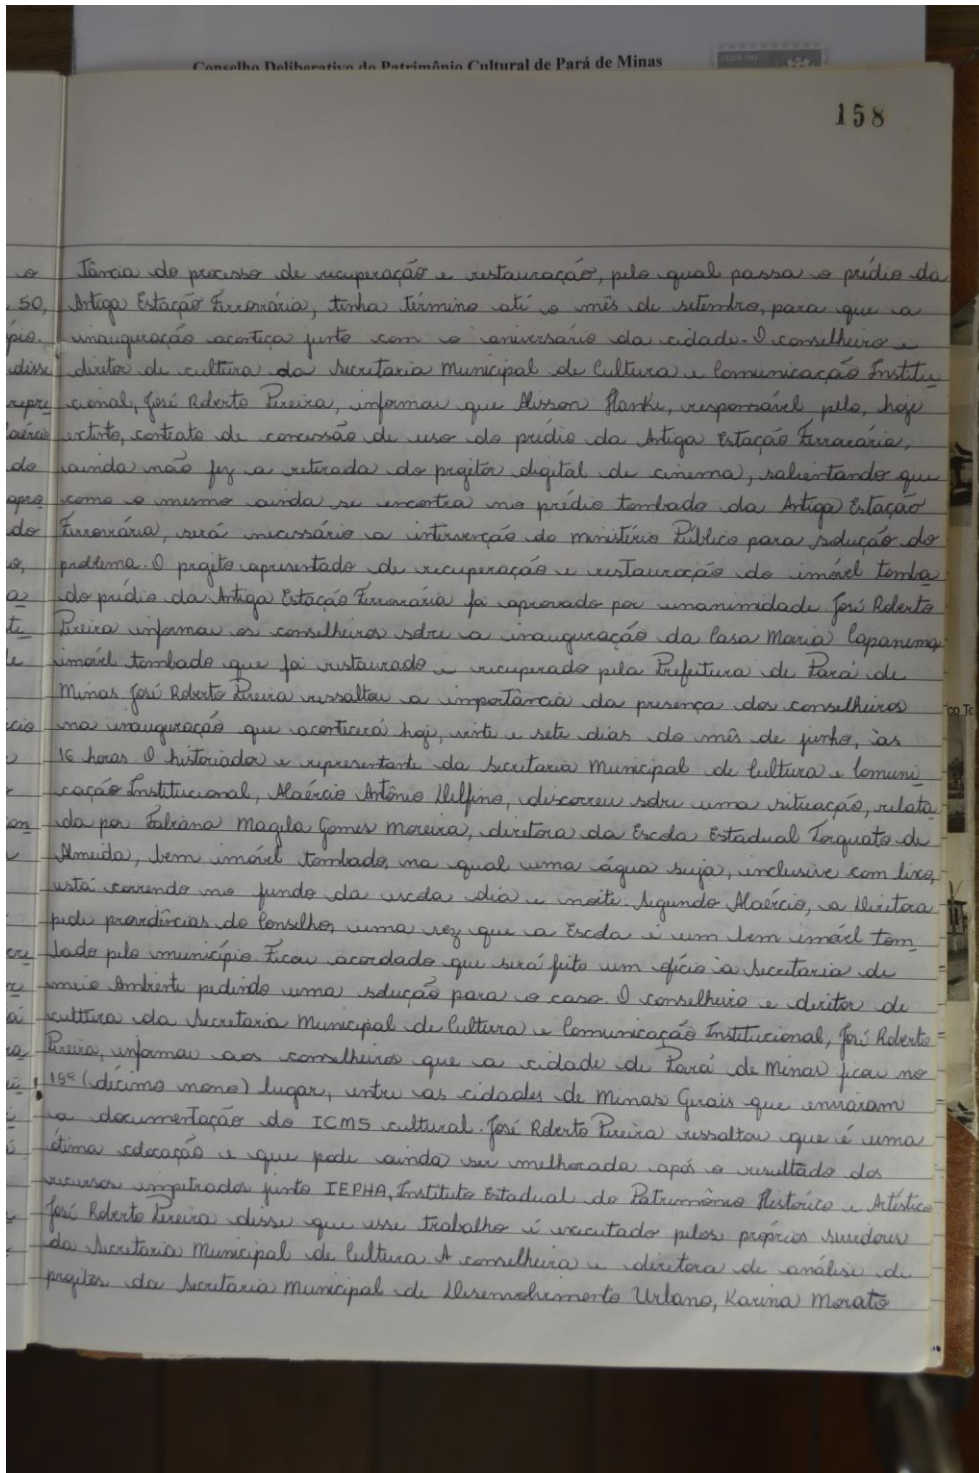 Conselho Deliberativo do Patrimônio Cultural de Pará de Minas
158
tância do processo de recuperação e restauração, pelo qual passa o prédio da
Antiga Estação Ferroviária, tenha término até o mês de setembro, para que a
inauguração aconteça junto com o aniversário da cidade. O conselheiro e
diretor de cultura da Secretaria Municipal de Cultura e Comunicação Institu
cional, José Roberto Pereira, informou que Alisson Hanke, responsável pelo, hoje
extinto, contrato de concessão de uso do prédio da Antiga Estação Ferroviária,
ainda não fez a retirada do projetor digital de cinema, salientando que
como o mesmo ainda se encontra no prédio tombado da Antiga Estação
Ferroviária, será necessário a intervenção do ministério Público para solução do
problema. O projeto apresentado de recuperação e restauração do imóvel tomba
do prédio da Antiga Estação Ferroviária foi aprovado por unanimidade. José Roberto
Pereira informou os conselheiros sobre a inauguração da Casa Maria Capanema
imóvel tombado que foi restaurado e recuperado pela Prefeitura de Pará de
Minas. José Roberto Pereira ressaltou a importância da presença dos conselheiros
na inauguração que acontecerá hoje, vinte e sete dias do mês de junho, às
16 horas. O historiador e representante da Secretaria Municipal de Cultura e Comuni
cação Institucional, Alaércio Antônio Delfino, discorreu sobre uma situação, relata
da por Fabiana Magela Gomes Moreira, diretora da Escola Estadual Torquato de
Almeida, bem imóvel tombado, na qual uma água suja, inclusive com lixo,
está correndo no fundo da escola dia e noite. Segundo Alaércio, a Diretora
pede providências do Conselho, uma vez que a Escola é um bem imóvel tom
bado pelo município. Ficou acordado que será feito um ofício à Secretaria de
meio Ambiente pedindo uma solução para o caso. O conselheiro e diretor de
culttura da Secretaria Municipal de Cultura e Comunicação Institucional, José Roberto
Pereira, informou aos conselheiros que a cidade de Pará de Minas ficou no
19º (décimo nono) lugar, entre as cidades de Minas Gerais que enviaram
a documentação do ICMS cultural. José Roberto Pereira ressaltou que é uma
ótima colocação e que pode ainda ser melhorada após o resultado dos
recursos impetrados junto IEPHA, Instituto Estadual do Patrimônio Histórico e Artístico.
José Roberto Pereira disse que esse trabalho é executado pelos próprios servidores
da Secretaria Municipal de Cultura. A conselheira e diretora de análise de
projetos da Secretaria Municipal de Desenvolvimento Urbano, Karina Morato